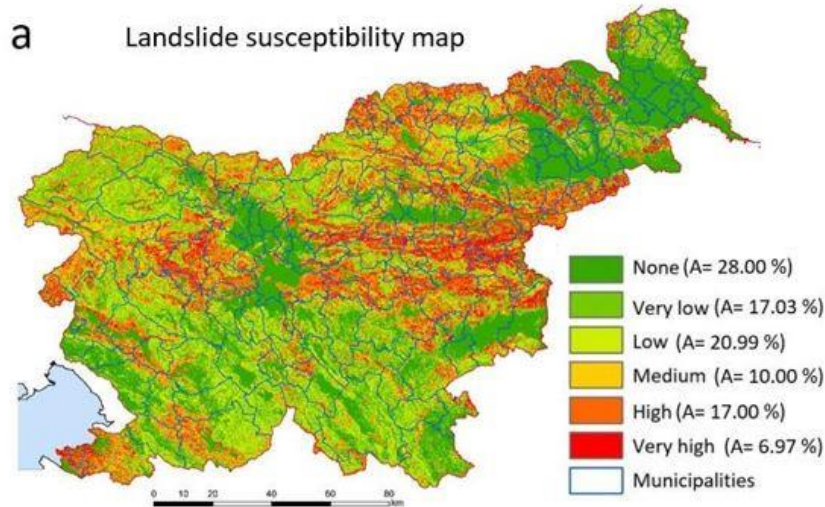 a
Landslide susceptibility map
None (A= 28.00 %)
Very low (A= 17.03 %)
Low (A= 20.99 %)
Medium (A= 10.00 %)
High (A= 17.00 %)
Very high (A= 6.97 %)
Municipalities
0 10 20 40 60 80
km